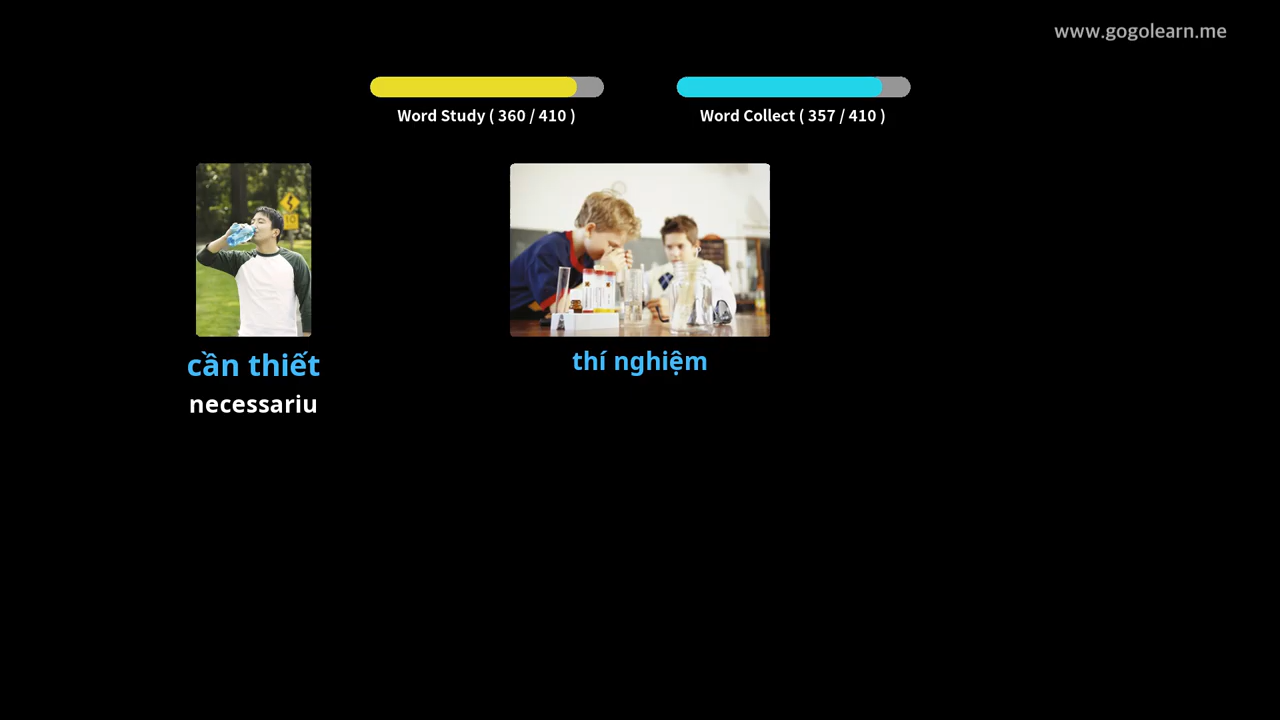 www.gogolearn.me
Word Study ( 360 / 410 )
Word Collect ( 357 / 410 )
cần thiết
necessariu
thí nghiệm